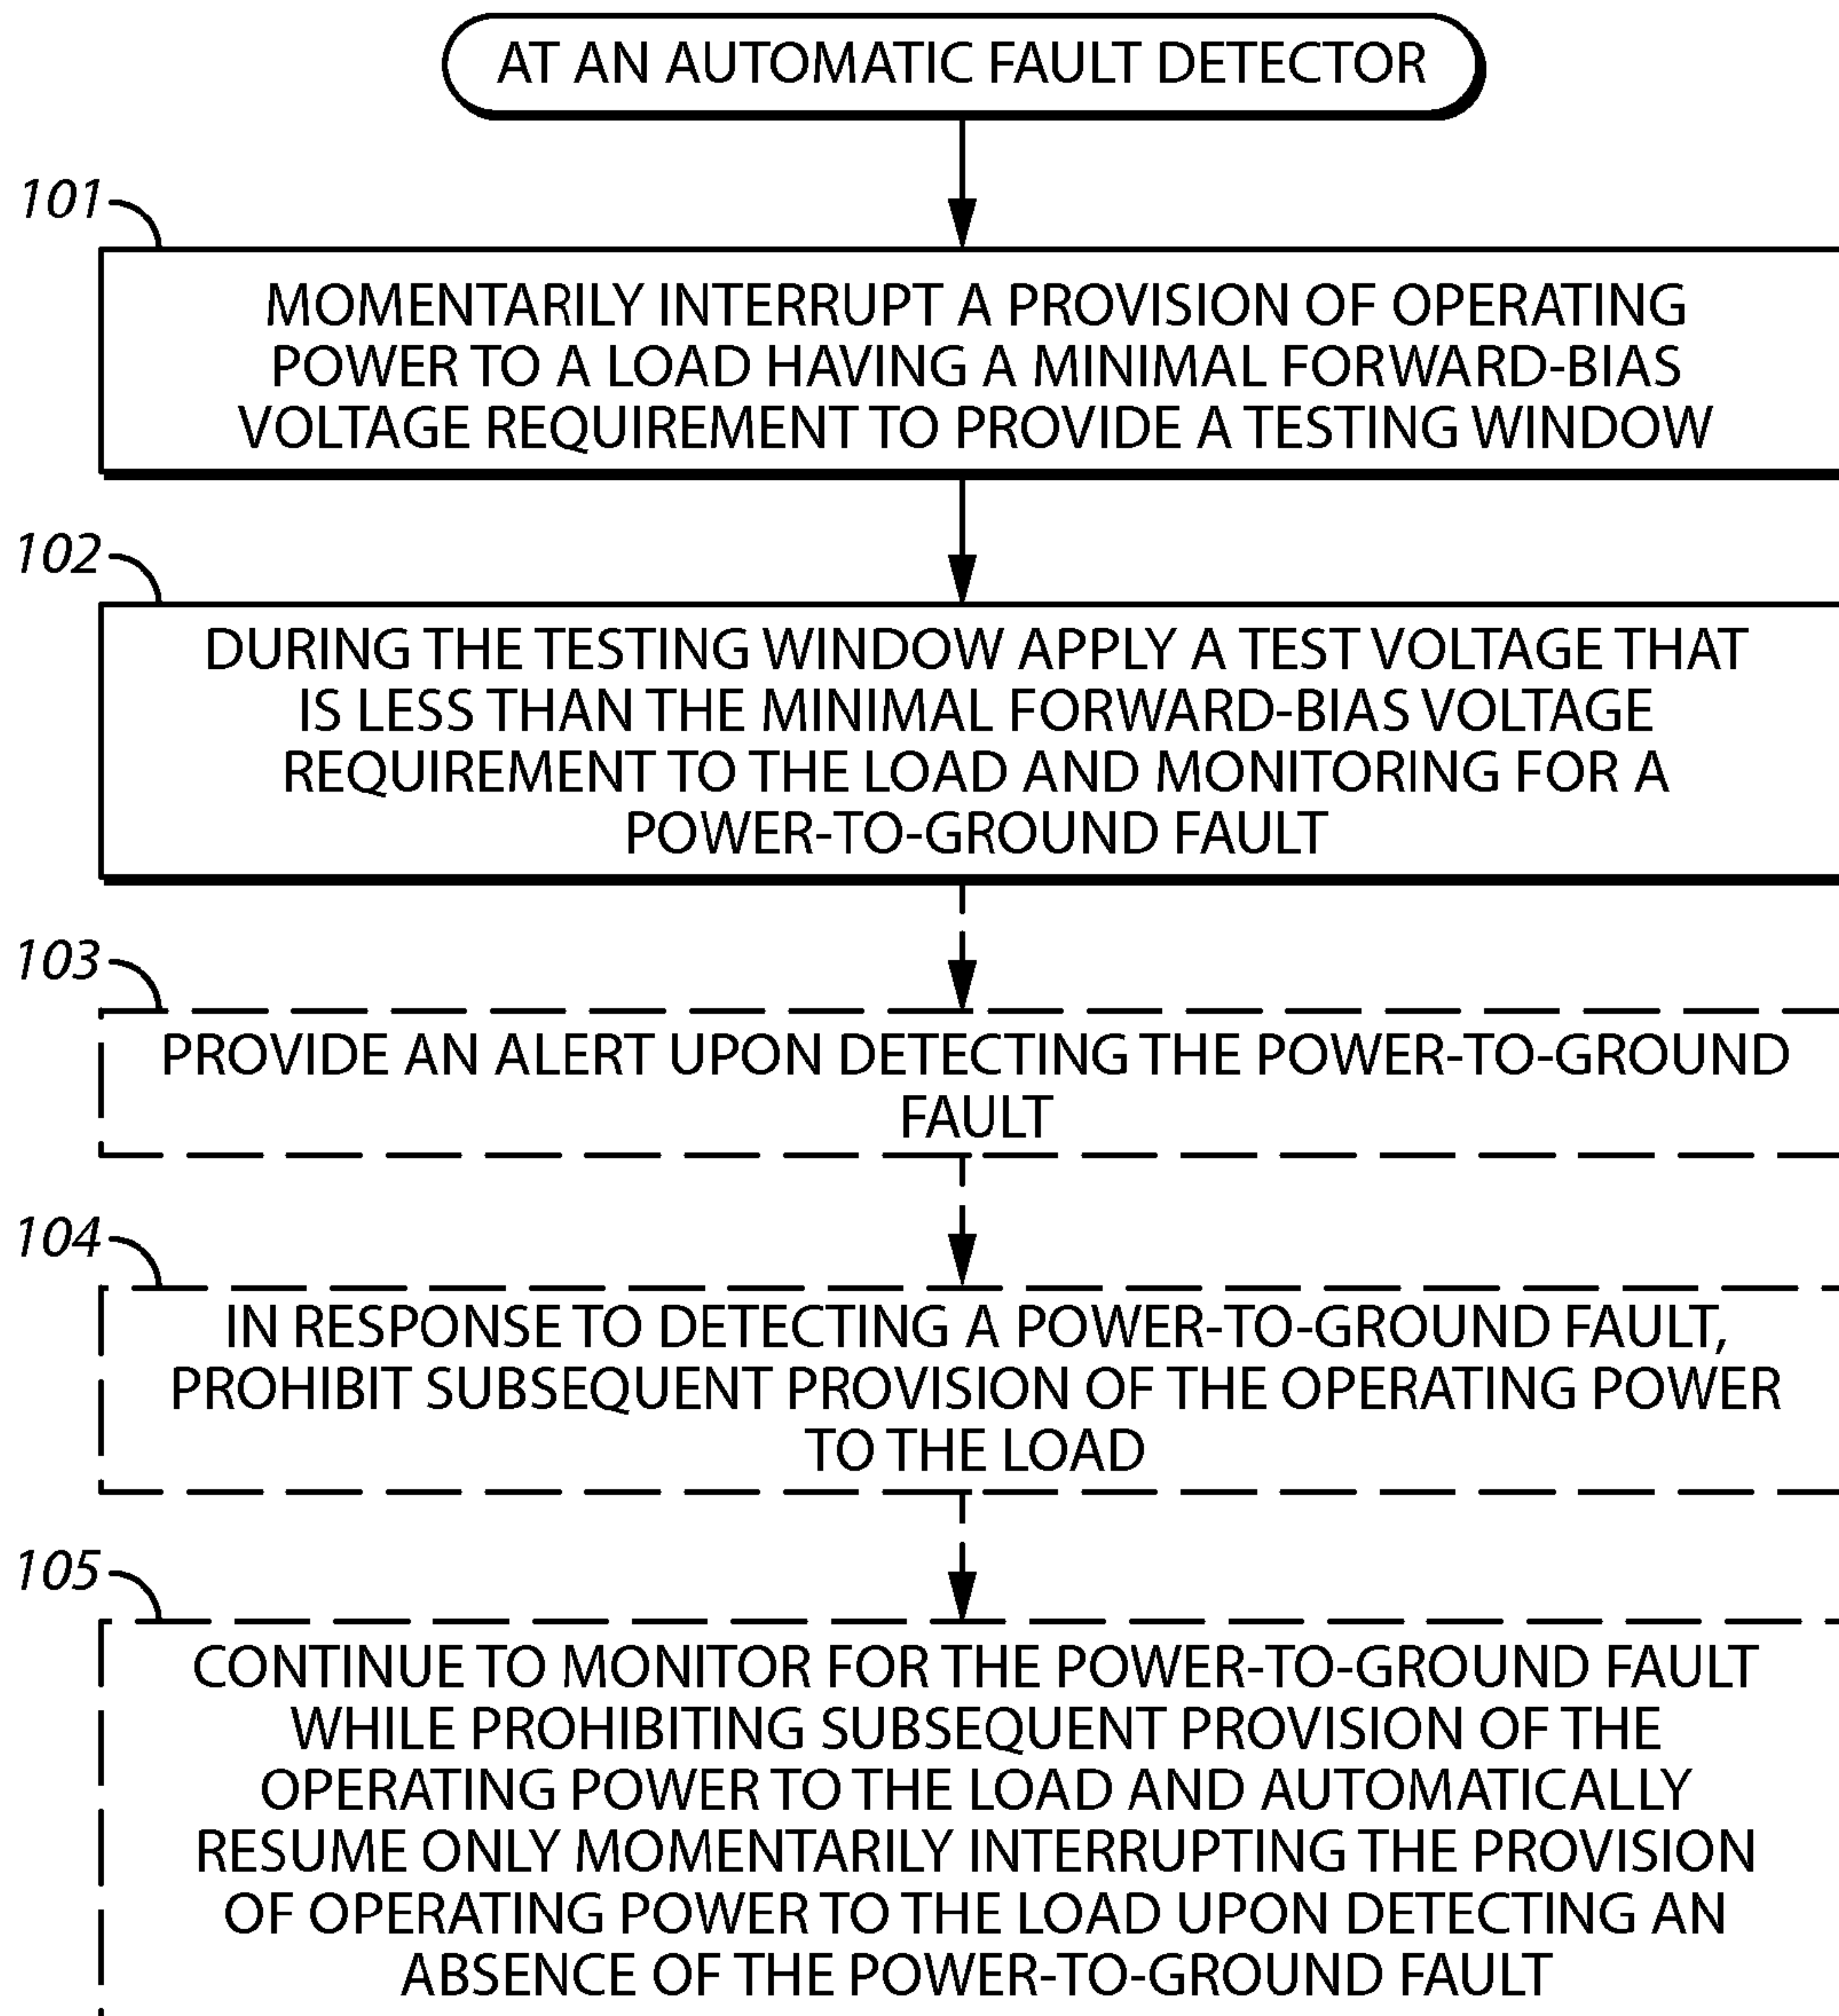 AT AN AUTOMATIC FAULT DETECTOR
101
MOMENTARILY INTERRUPT A PROVISION OF OPERATING
POWER TO A LOAD HAVING A MINIMAL FORWARD-BIAS
VOLTAGE REQUIREMENT TO PROVIDE A TESTING WINDOW
102
DURING THE TESTING WINDOW APPLY A TEST VOLTAGE THAT
IS LESS THAN THE MINIMAL FORWARD-BIAS VOLTAGE
REQUIREMENT TO THE LOAD AND MONITORING FOR A
POWER-TO-GROUND FAULT
103
PROVIDE AN ALERT UPON DETECTING THE POWER-TO-GROUND
FAULT
104
IN RESPONSE TO DETECTING A POWER-TO-GROUND FAULT,
PROHIBIT SUBSEQUENT PROVISION OF THE OPERATING POWER
TO THE LOAD
105
CONTINUE TO MONITOR FOR THE POWER-TO-GROUND FAULT
WHILE PROHIBITING SUBSEQUENT PROVISION OF THE
OPERATING POWER TO THE LOAD AND AUTOMATICALLY
RESUME ONLY MOMENTARILY INTERRUPTING THE PROVISION
OF OPERATING POWER TO THE LOAD UPON DETECTING AN
ABSENCE OF THE POWER-TO-GROUND FAULT